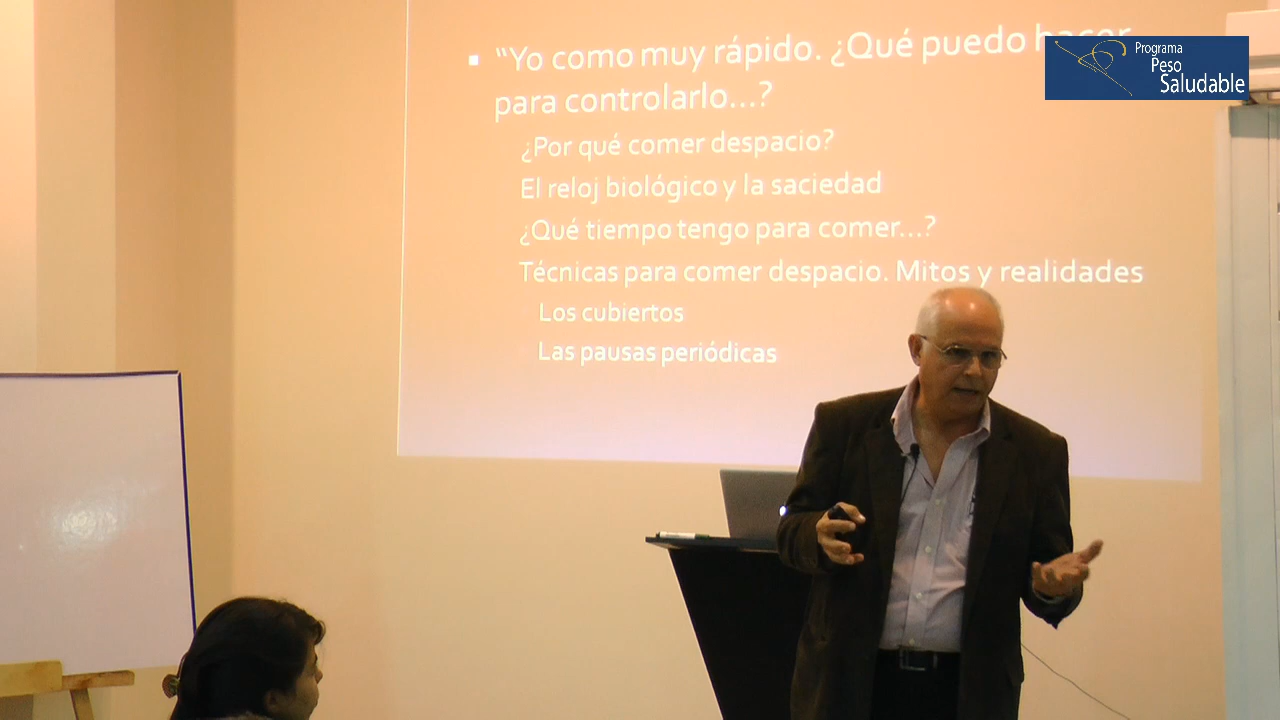 “Yo como muy rápido. ¿Qué puedo hacer
para controlarlo...?
¿Por qué comer despacio?
El reloj biológico y la saciedad
¿Qué tiempo tengo para comer...?
Técnicas para comer despacio. Mitos y realidades
Los cubiertos
Las pausas periódicas
Programa
Peso
Saludable